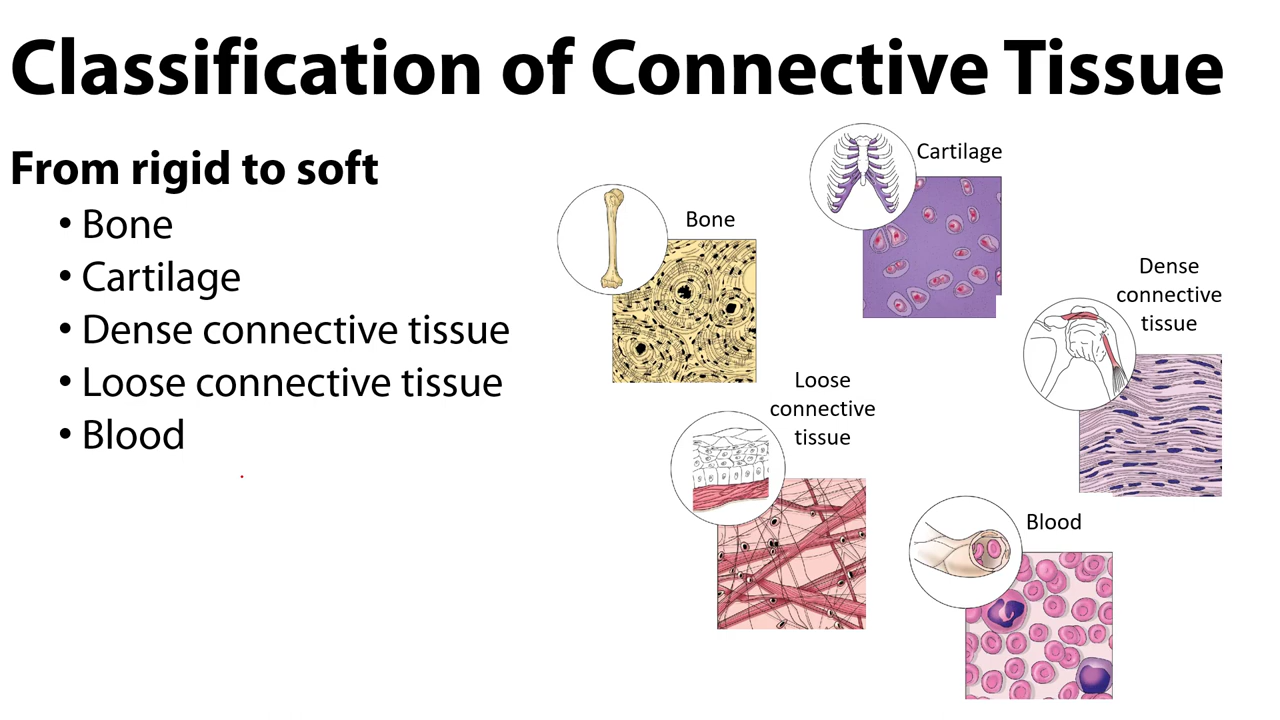 Classification of Connective Tissue
From rigid to soft
• Bone
• Cartilage
• Dense connective tissue
• Loose connective tissue
• Blood
Cartilage
Bone
Dense
connective
tissue
Loose
connective
tissue
Blood